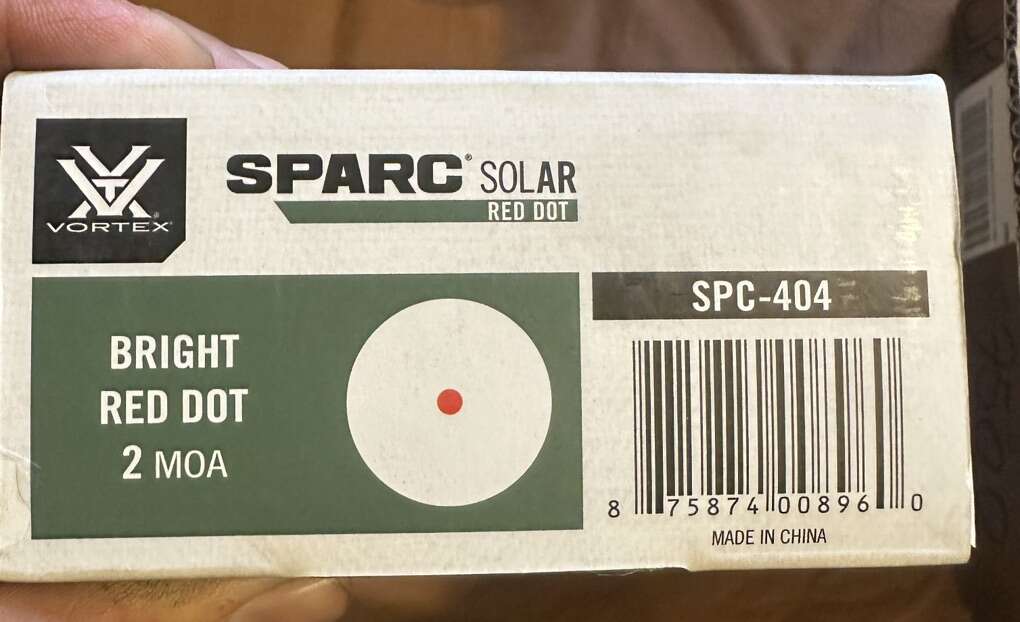 VORTEX®
SPARC® SOLAR
RED DOT
BRIGHT
RED DOT
2 MOA
SPC-404
8 75874 00896 0
MADE IN CHINA